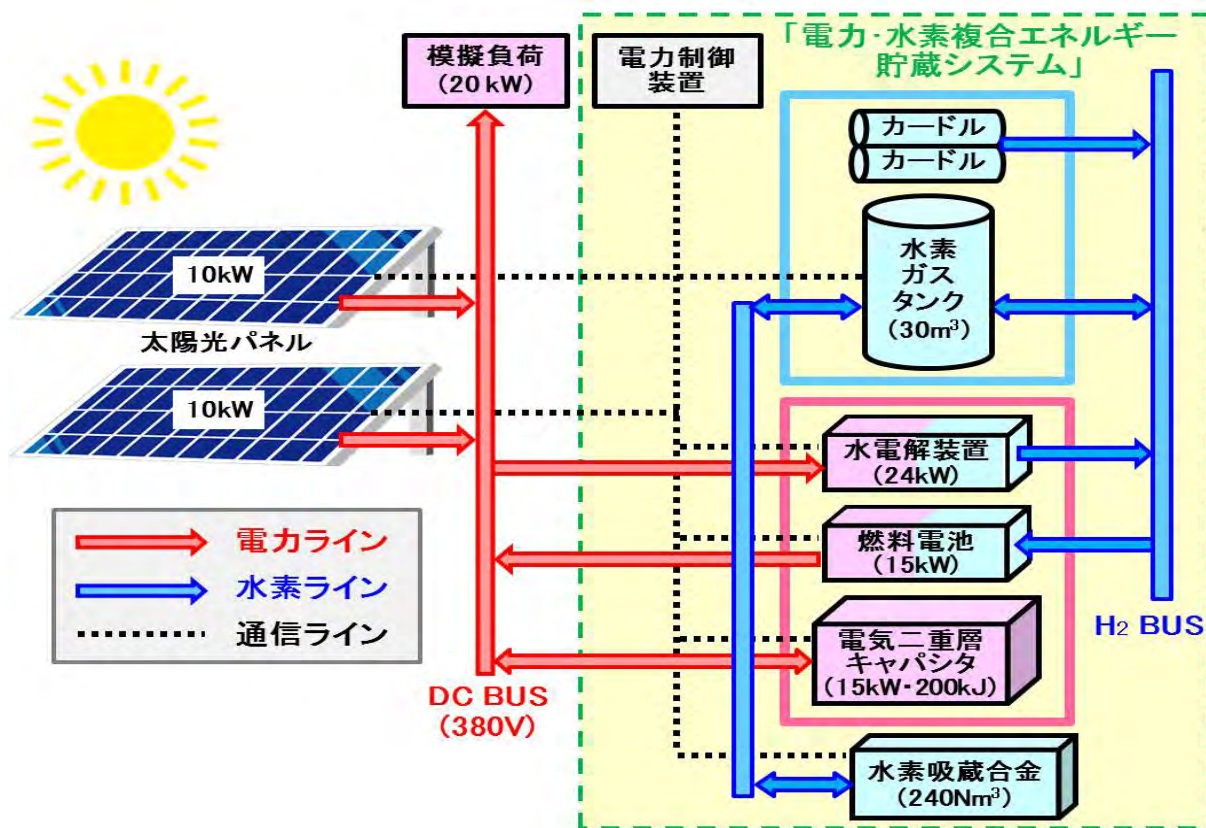 模擬負荷
(20kW)
電力制御
装置
「電力・水素複合エネルギー
貯蔵システム」
カードル
カードル
水素
ガス
タンク
(30m³)
10kW
太陽光パネル
10kW
水電解装置
(24kW)
燃料電池
(15kW)
電気二重層
キャパシタ
(15kW・200kJ)
水素吸蔵合金
(240Nm³)
H2 BUS
DC BUS
(380V)
電力ライン
水素ライン
通信ライン